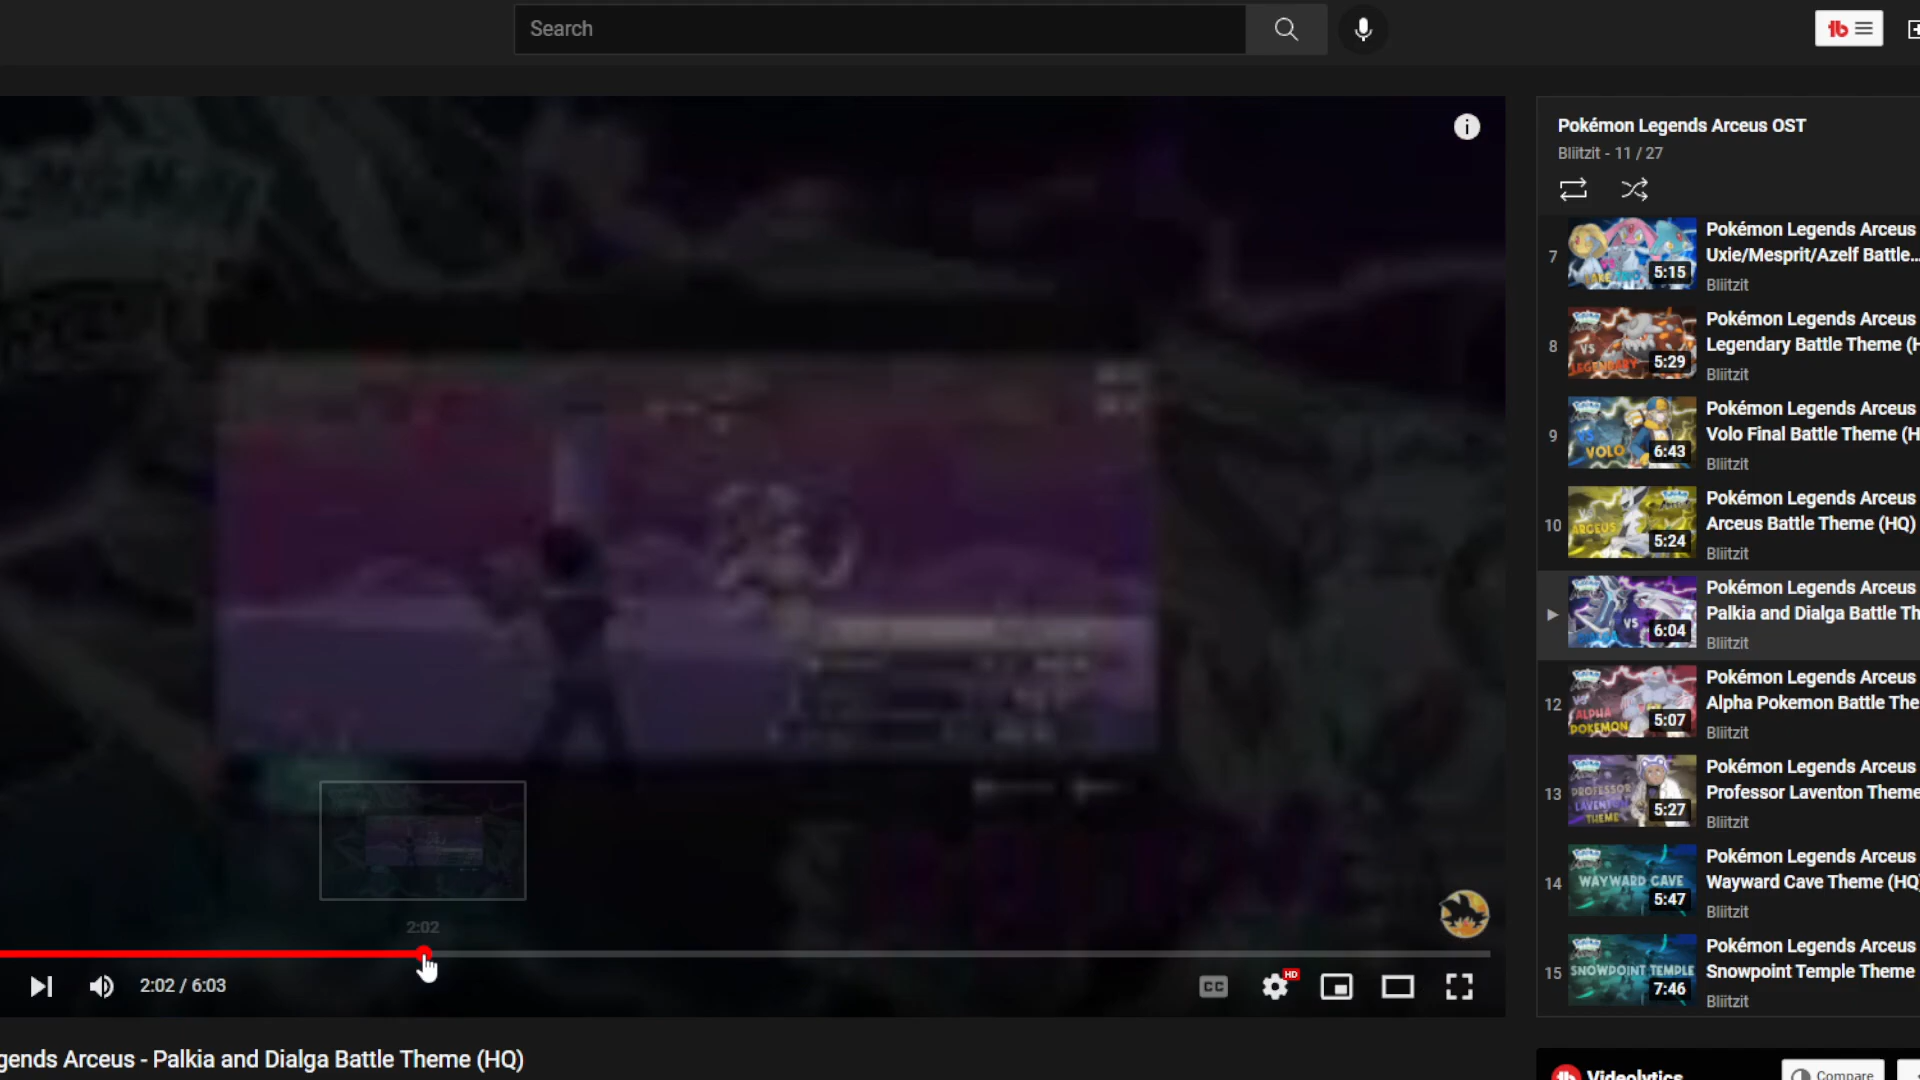 Search
2:02
2:02 / 6:03
CC
HD
gends Arceus - Palkia and Dialga Battle Theme (HQ)
Pokémon Legends Arceus OST
Bliitzit - 11 / 27
7
5:15
Pokémon Legends Arceus
Uxie/Mesprit/Azelf Battle...
Bliitzit
8
VS
LEGENDARY
5:29
Pokémon Legends Arceus
Legendary Battle Theme (H
Bliitzit
9
VS
VOLO
6:43
Pokémon Legends Arceus
Volo Final Battle Theme (H
Bliitzit
10
VS
ARCEUS
5:24
Pokémon Legends Arceus
Arceus Battle Theme (HQ)
Bliitzit
VS
6:04
Pokémon Legends Arceus
Palkia and Dialga Battle Th
Bliitzit
12
VS
ALPHA
POKEMON
5:07
Pokémon Legends Arceus
Alpha Pokemon Battle The
Bliitzit
13
PROFESSOR
LAVENTON
THEME
5:27
Pokémon Legends Arceus
Professor Laventon Theme
Bliitzit
14
WAYWARD CAVE
5:47
Pokémon Legends Arceus
Wayward Cave Theme (HQ)
Bliitzit
15
SNOWPOINT TEMPLE
7:46
Pokémon Legends Arceus
Snowpoint Temple Theme
Bliitzit
Videolytics
Compare